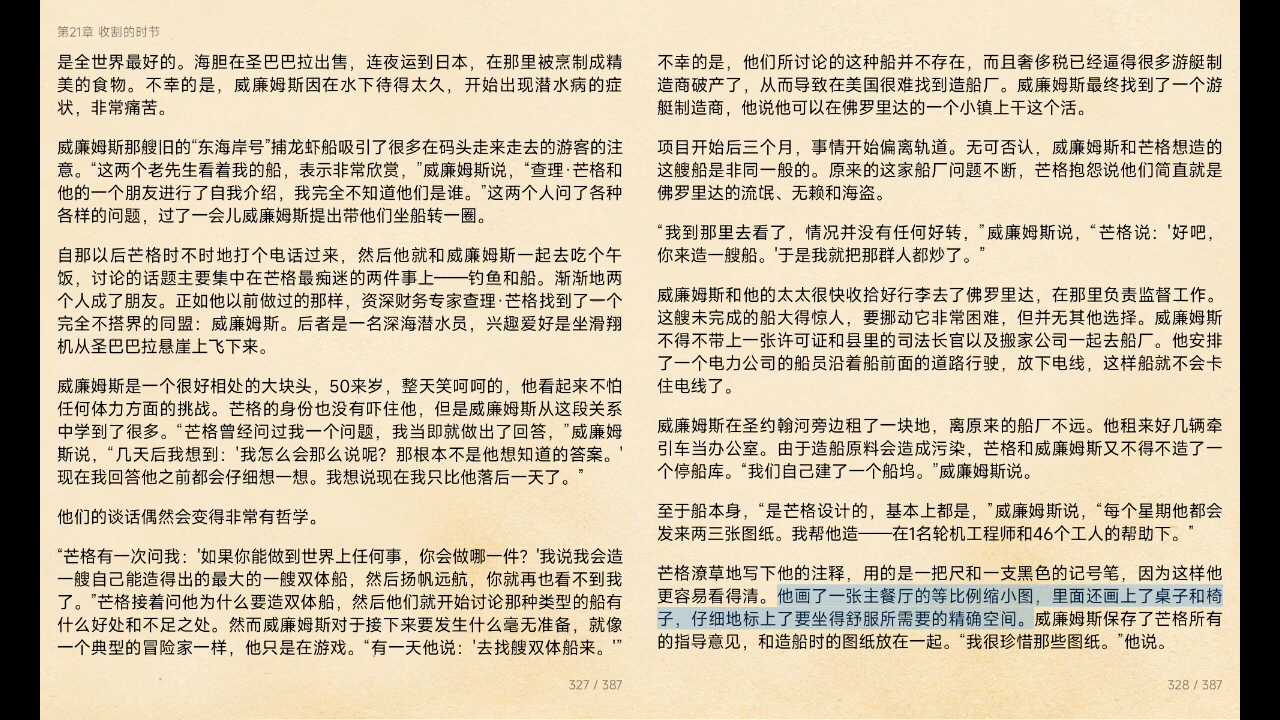 第21章 收割的时节
是全世界最好的。海胆在圣巴巴拉出售，连夜运到日本，在那里被烹制成精
美的食物。不幸的是，威廉姆斯因在水下待得太久，开始出现潜水病的症
状，非常痛苦。
威廉姆斯那艘旧的“东海岸号”捕龙虾船吸引了很多在码头走来走去的游客的注
意。“这两个老先生看着我的船，表示非常欣赏，”威廉姆斯说，“查理·芒格和
他的一个朋友进行了自我介绍，我完全不知道他们是谁。”这两个人问了各种
各样的问题，过了一会儿威廉姆斯提出带他们坐船转一圈。
自那以后芒格时不时地打个电话过来，然后他就和威廉姆斯一起去吃个午
饭，讨论的话题主要集中在芒格最痴迷的两件事上——钓鱼和船。渐渐地两
个人成了朋友。正如他以前做过的那样，资深财务专家查理·芒格找到了一个
完全不搭界的同盟：威廉姆斯。后者是一名深海潜水员，兴趣爱好是坐滑翔
机从圣巴巴拉悬崖上飞下来。
威廉姆斯是一个很好相处的大块头，50来岁，整天笑呵呵的，他看起来不怕
任何体力方面的挑战。芒格的身份也没有吓住他，但是威廉姆斯从这段关系
中学到了很多。“芒格曾经问过我一个问题，我当即就做出了回答，”威廉姆
斯说，“几天后我想到：'我怎么会那么说呢？那根本不是他想知道的答案。'
现在我回答他之前都会仔细想一想。我想说现在我只比他落后一天了。”
他们的谈话偶然会变得非常有哲学。
“芒格有一次问我：'如果你能做到世界上任何事，你会做哪一件？'我说我会造
一艘自己能造得出的最大的一艘双体船，然后扬帆远航，你就再也看不到我
了。”芒格接着问他为什么要造双体船，然后他们就开始讨论那种类型的船有
什么好处和不足之处。然而威廉姆斯对于接下来要发生什么毫无准备，就像
一个典型的冒险家一样，他只是在游戏。“有一天他说：'去找艘双体船来。'”
327 / 387
不幸的是，他们所讨论的这种船并不存在，而且奢侈税已经逼得很多游艇制
造商破产了，从而导致在美国很难找到造船厂。威廉姆斯最终找到了一个游
艇制造商，他说他可以在佛罗里达的一个小镇上干这个活。
项目开始后三个月，事情开始偏离轨道。无可否认，威廉姆斯和芒格想造的
这艘船是非同一般的。原来的这家船厂问题不断，芒格抱怨说他们简直就是
佛罗里达的流氓、无赖和海盗。
“我到那里去看了，情况并没有任何好转，”威廉姆斯说，“芒格说：'好吧，
你来造一艘船。'于是我就把那群人都炒了。”
威廉姆斯和他的太太很快收拾好行李去了佛罗里达，在那里负责监督工作。
这艘未完成的船大得惊人，要挪动它非常困难，但并无其他选择。威廉姆斯
不得不带上一张许可证和县里的司法长官以及搬家公司一起去船厂。他安排
了一个电力公司的船员沿着船前面的道路行驶，放下电线，这样船就不会卡
住电线了。
威廉姆斯在圣约翰河旁边租了一块地，离原来的船厂不远。他租来好几辆牵
引车当办公室。由于造船原料会造成污染，芒格和威廉姆斯又不得不造了一
个停船库。“我们自己建了一个船坞。”威廉姆斯说。
至于船本身，“是芒格设计的，基本上都是，”威廉姆斯说，“每个星期他都会
发来两三张图纸。我帮他造——在1名轮机工程师和46个工人的帮助下。”
芒格潦草地写下他的注释，用的是一把尺和一支黑色的记号笔，因为这样他
更容易看得清。他画了一张主餐厅的等比例缩小图，里面还画上了桌子和椅
子，仔细地标上了要坐得舒服所需要的精确空间。威廉姆斯保存了芒格所有
的指导意见，和造船时的图纸放在一起。“我很珍惜那些图纸。”他说。
328 / 387